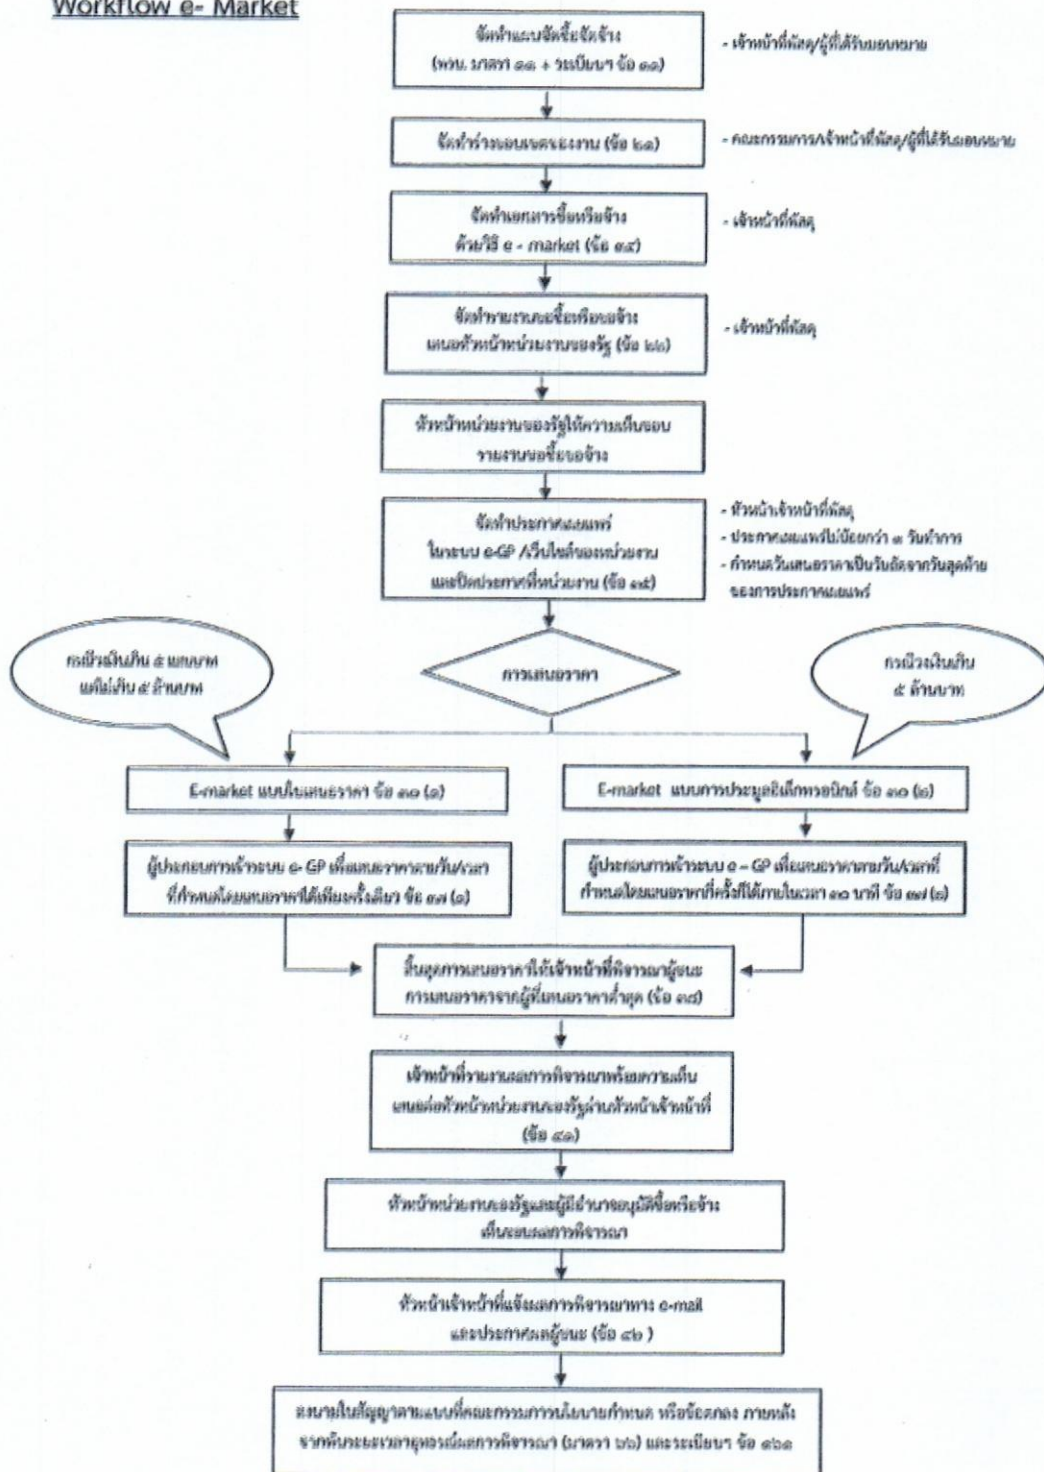 Workflow e- Market
จัดทำแผนจัดซื้อจัดจ้าง
(พรบ. มาตรา ๑๑ + ระเบียบฯ ข้อ ๑๑)
- เจ้าหน้าที่พัสดุ/ผู้ที่ได้รับมอบหมาย
จัดทำร่างขอบเขตของงาน (ข้อ ๒๑)
- คณะกรรมการ/เจ้าหน้าที่พัสดุ/ผู้ที่ได้รับมอบหมาย
จัดทำเอกสารซื้อหรือจ้าง
ด้วยวิธี e - market (ข้อ ๓๔)
- เจ้าหน้าที่พัสดุ
จัดทำรายงานขอซื้อหรือขอจ้าง
เสนอหัวหน้าหน่วยงานของรัฐ (ข้อ ๒๒)
- เจ้าหน้าที่พัสดุ
หัวหน้าหน่วยงานของรัฐให้ความเห็นชอบ
รายงานขอซื้อขอจ้าง
จัดทำประกาศเผยแพร่
ในระบบ e-GP /เว็บไซต์ของหน่วยงาน
และปิดประกาศที่หน่วยงาน (ข้อ ๓๕)
- หัวหน้าเจ้าหน้าที่พัสดุ
- ประกาศเผยแพร่ไม่น้อยกว่า ๓ วันทำการ
- กำหนดวันเสนอราคาเป็นวันถัดจากวันสุดท้าย
ของการประกาศเผยแพร่
กรณีวงเงินเกิน ๕ แสนบาท
แต่ไม่เกิน ๕ ล้านบาท
การเสนอราคา
กรณีวงเงินเกิน
๕ ล้านบาท
E-market แบบใบเสนอราคา ข้อ ๓๐ (๑)
E-market แบบการประมูลอิเล็กทรอนิกส์ ข้อ ๓๐ (๒)
ผู้ประกอบการเข้าระบบ e- GP เพื่อเสนอราคาตามวัน/เวลา
ที่กำหนดโดยเสนอราคาได้เพียงครั้งเดียว ข้อ ๓๗ (๑)
ผู้ประกอบการเข้าระบบ e – GP เพื่อเสนอราคาตามวัน/เวลาที่
กำหนดโดยเสนอราคากี่ครั้งก็ได้ภายในเวลา ๓๐ นาที ข้อ ๓๗ (๒)
สิ้นสุดการเสนอราคาให้เจ้าหน้าที่พิจารณาผู้ชนะ
การเสนอราคาจากผู้ที่เสนอราคาต่ำสุด (ข้อ ๓๘)
เจ้าหน้าที่รายงานผลการพิจารณาพร้อมความเห็น
เสนอต่อหัวหน้าหน่วยงานของรัฐผ่านหัวหน้าเจ้าหน้าที่
(ข้อ ๔๑)
หัวหน้าหน่วยงานของรัฐและผู้มีอำนาจอนุมัติซื้อหรือจ้าง
เห็นชอบผลการพิจารณา
หัวหน้าเจ้าหน้าที่แจ้งผลการพิจารณาทาง e-mail
และประกาศผลผู้ชนะ (ข้อ ๔๒ )
ลงนามในสัญญาตามแบบที่คณะกรรมการนโยบายกำหนด หรือข้อตกลง ภายหลัง
จากพ้นระยะเวลาอุทธรณ์ผลการพิจารณา (มาตรา ๖๖) และระเบียบฯ ข้อ ๑๖๑